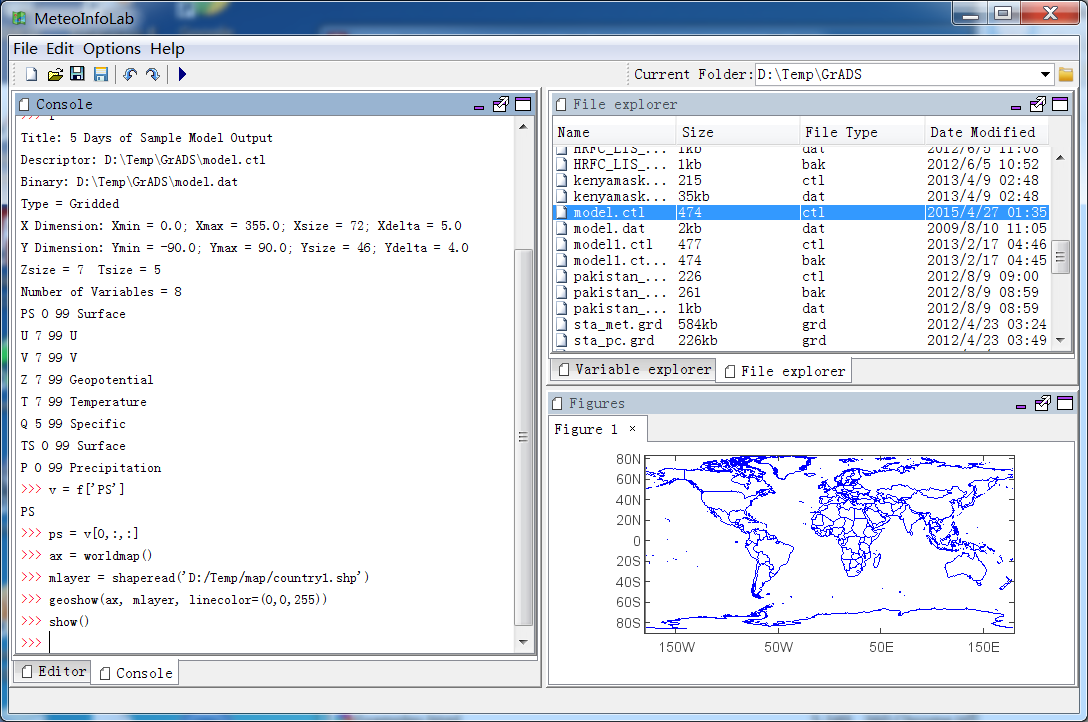 MeteoInfoLab
File Edit Options Help
Current Folder: D:\Temp\GrADS
Console
Title: 5 Days of Sample Model Output
Descriptor: D:\Temp\GrADS\model.ctl
Binary: D:\Temp\GrADS\model.dat
Type = Gridded
X Dimension: Xmin = 0.0; Xmax = 355.0; Xsize = 72; Xdelta = 5.0
Y Dimension: Ymin = -90.0; Ymax = 90.0; Ysize = 46; Ydelta = 4.0
Zsize = 7 Tsize = 5
Number of Variables = 8
PS 0 99 Surface
U 7 99 U
V 7 99 V
Z 7 99 Geopotential
T 7 99 Temperature
Q 5 99 Specific
TS 0 99 Surface
P 0 99 Precipitation
>>> v = f['PS']
PS
>>> ps = v[0,:,:]
>>> ax = worldmap()
>>> mlayer = shaperead('D:/Temp/map/country1.shp')
>>> geoshow(ax, mlayer, linecolor=(0,0,255))
>>> show()
>>>
Editor Console
File explorer
Name Size File Type Date Modified
HRFC_LIS_... 1kb dat 2012/6/5 11:08
HRFC_LIS_... 1kb bak 2012/6/5 10:52
kenyamask... 215 ctl 2013/4/9 02:48
kenyamask... 35kb dat 2013/4/9 02:48
model.ctl 474 ctl 2015/4/27 01:35
model.dat 2kb dat 2009/8/10 11:05
model1.ctl 477 ctl 2013/2/17 04:46
model1.ct... 474 bak 2013/2/17 04:45
pakistan_... 226 ctl 2012/8/9 09:00
pakistan_... 261 bak 2012/8/9 08:59
pakistan_... 1kb dat 2012/8/9 08:59
sta_met.grd 584kb grd 2012/4/23 03:24
sta_pc.grd 226kb grd 2012/4/23 03:49
Variable explorer File explorer
Figures
Figure 1 ×
80N
60N
40N
20N
0
20S
40S
60S
80S
150W 50W 50E 150E